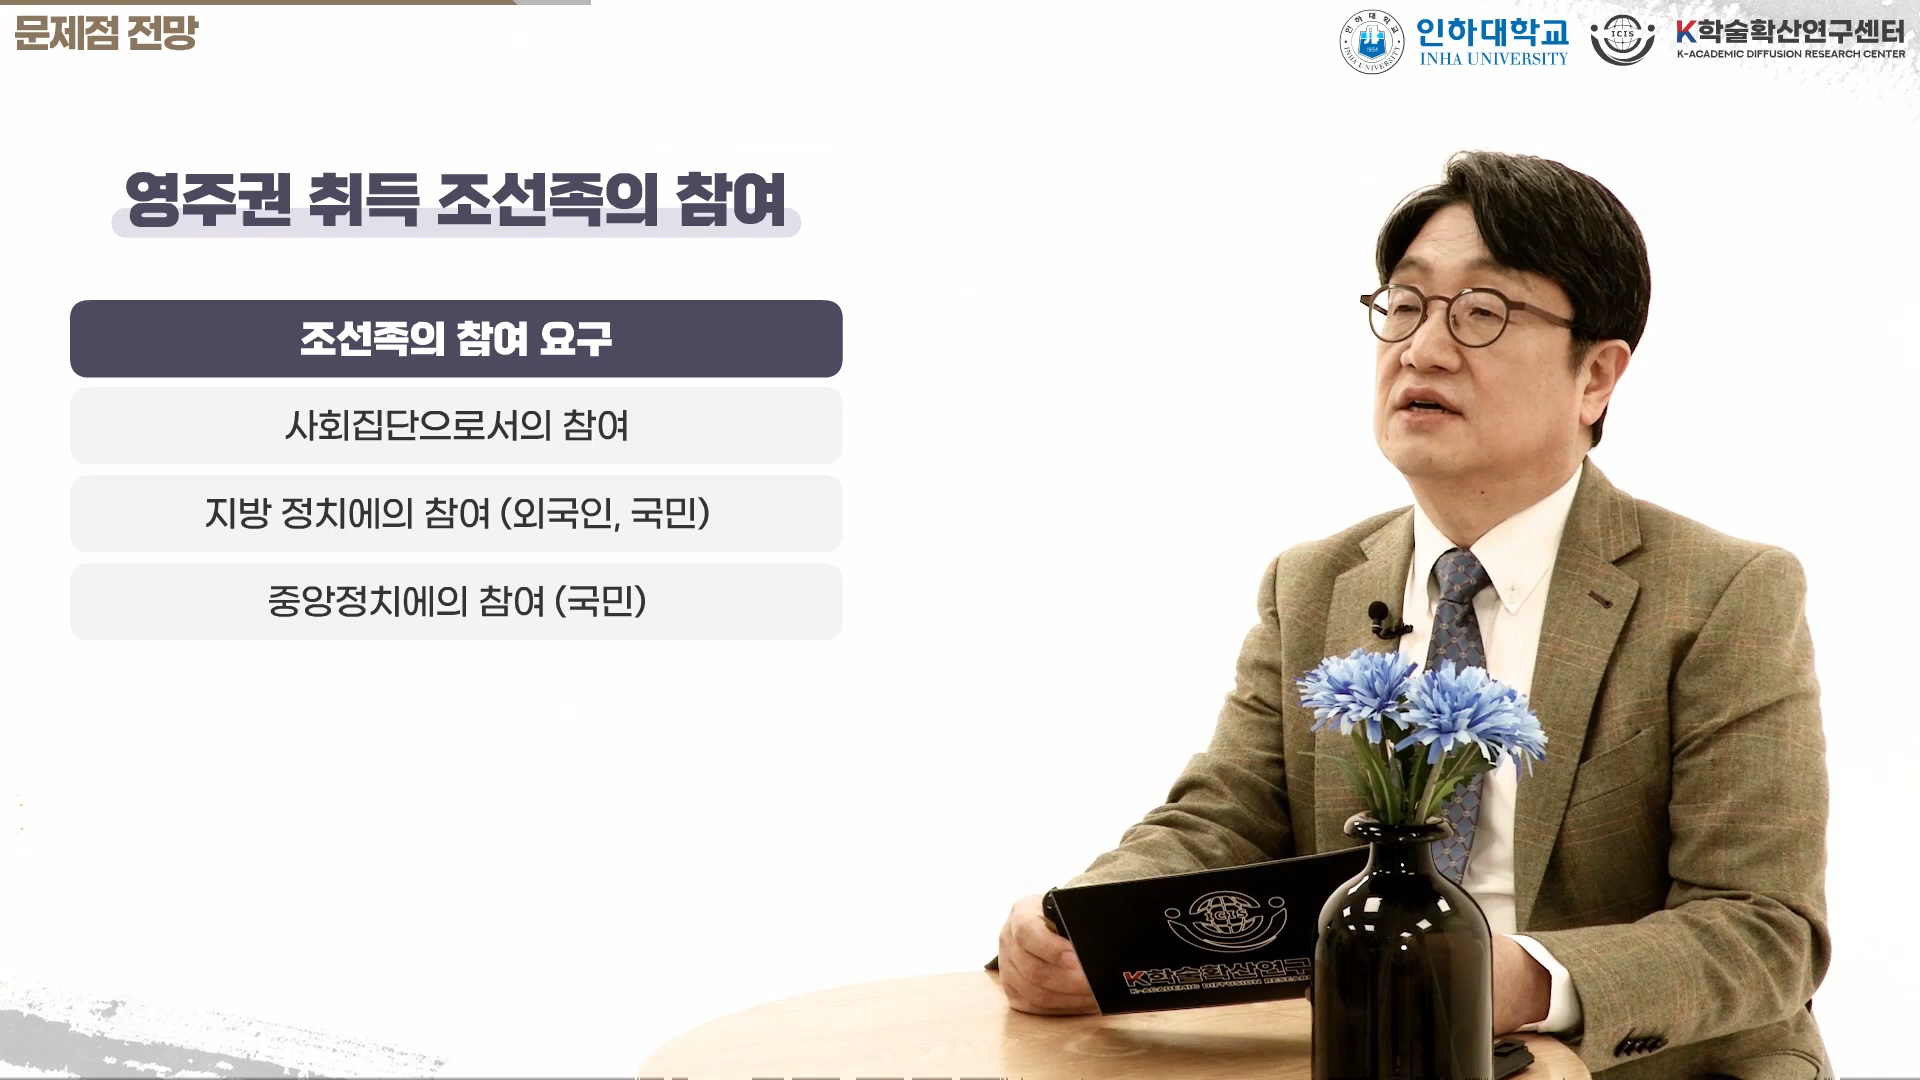 문제점 전망
인하대학교
INHA UNIVERSITY
ICIS
K학술확산연구센터
K-ACADEMIC DIFFUSION RESEARCH CENTER
영주권 취득 조선족의 참여
조선족의 참여 요구
사회집단으로서의 참여
지방 정치에의 참여 (외국인, 국민)
중앙정치에의 참여 (국민)
ICIS
K학술확산연구
K-ACADEMIC DIFFUSION